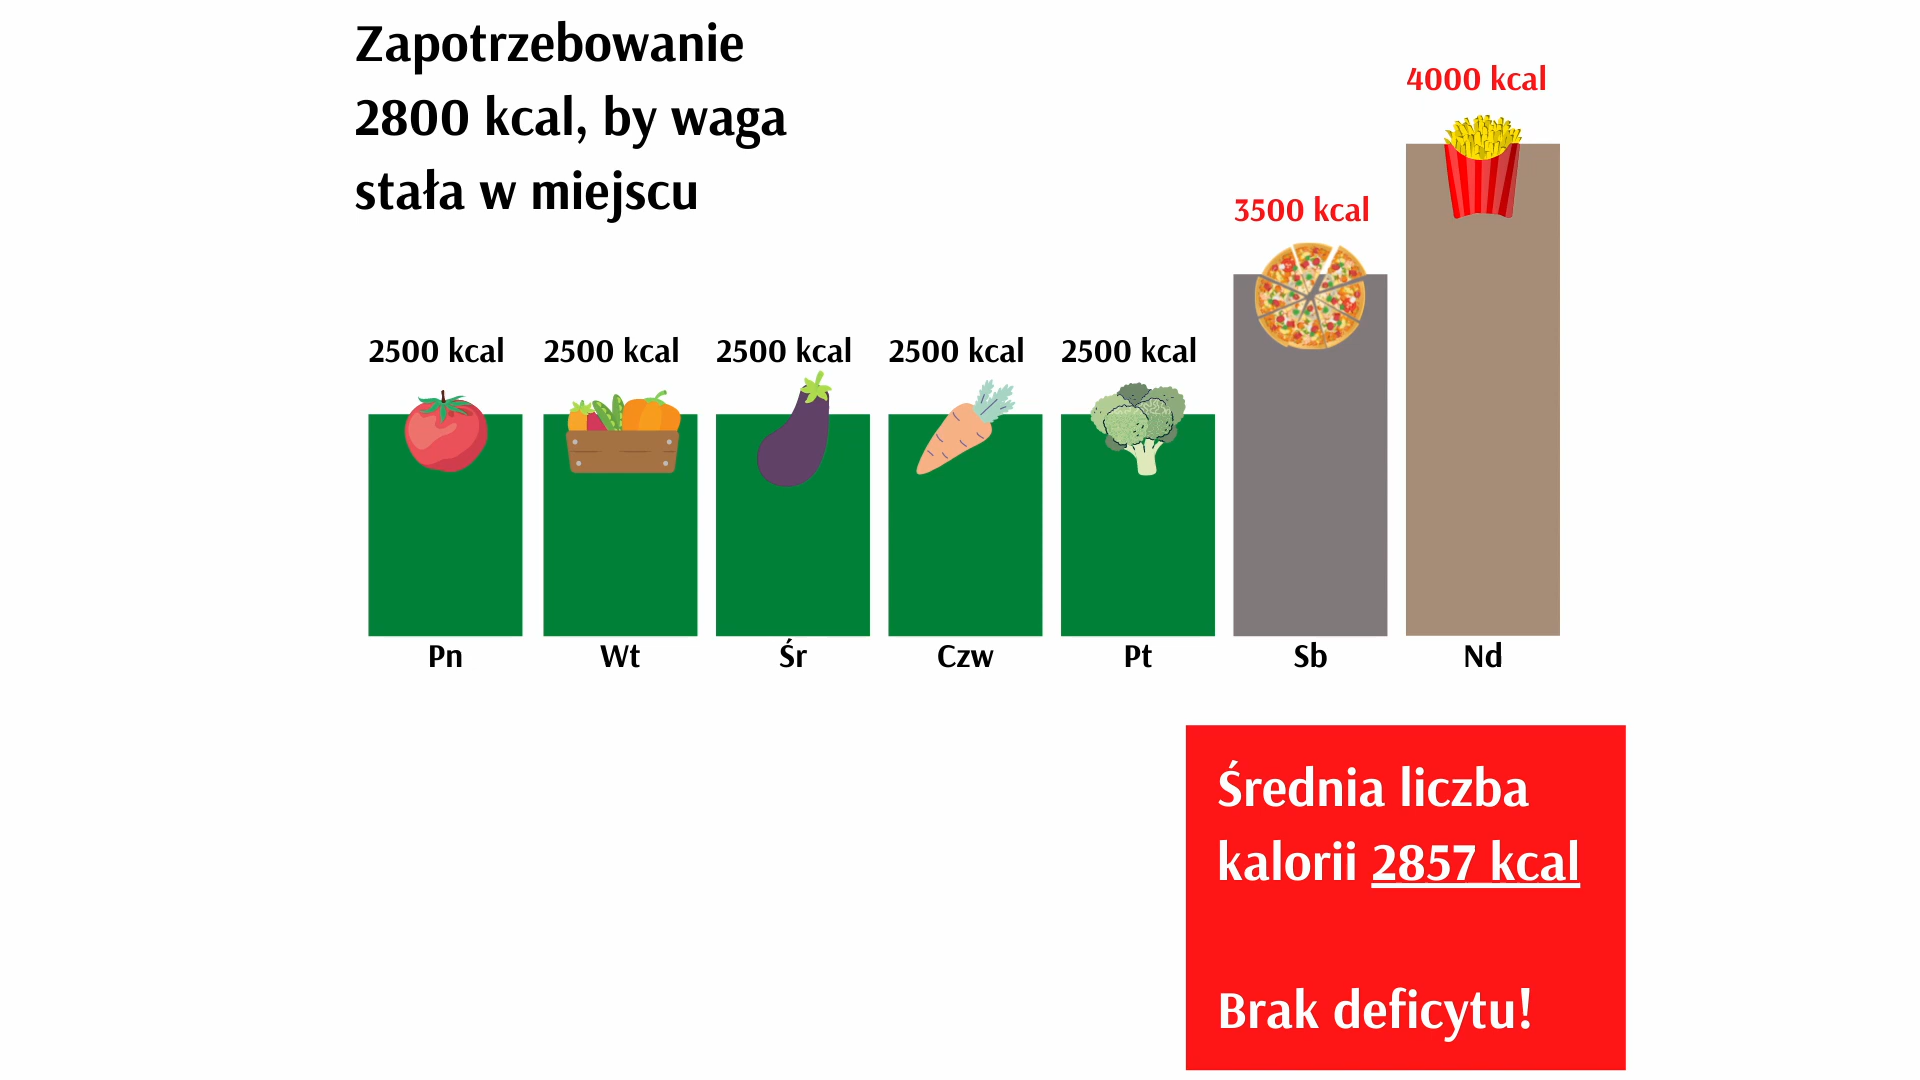 Zapotrzebowanie
2800 kcal, by waga
stała w miejscu
4000 kcal
3500 kcal
2500 kcal 2500 kcal 2500 kcal 2500 kcal 2500 kcal
Pn Wt Śr Czw Pt Sb Nd
Średnia liczba
kalorii 2857 kcal
Brak deficytu!